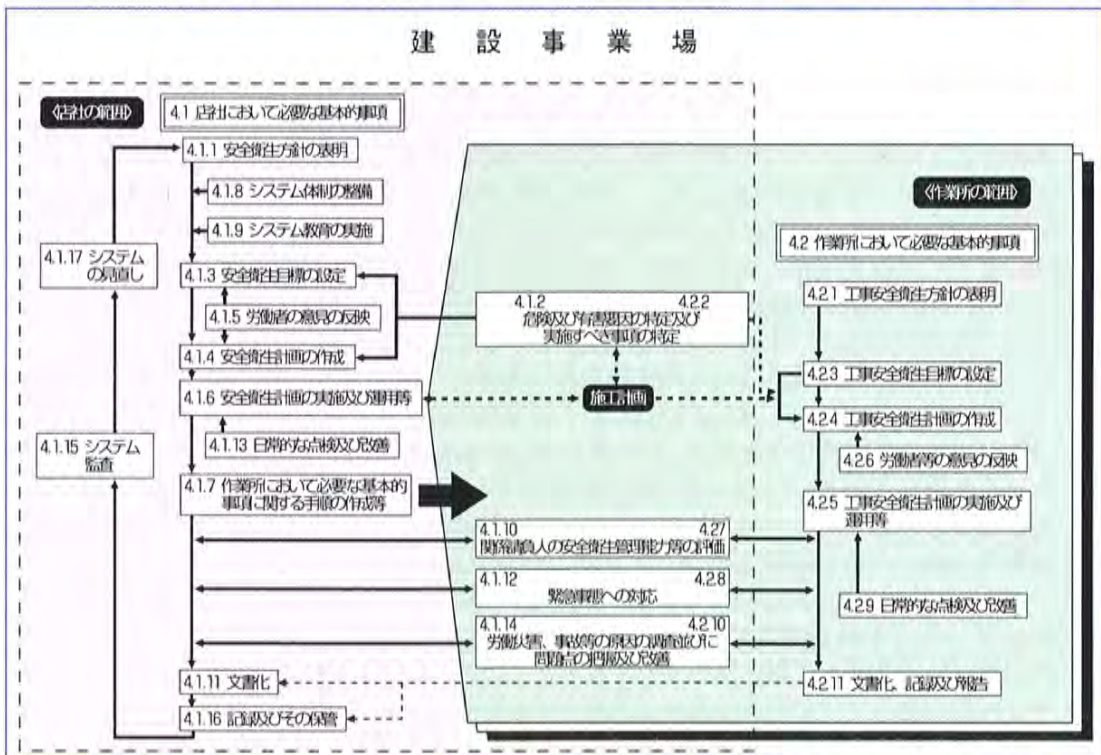 建設事業場
〈店社の範囲〉
4.1 店社において必要な基本的事項
4.1.1 安全衛生方針の表明
4.1.8 システム体制の整備
4.1.9 システム教育の実施
4.1.17 システム
の見直し
4.1.3 安全衛生目標の設定
4.1.5 労働者の意見の反映
4.1.4 安全衛生計画の作成
4.1.6 安全衛生計画の実施及び運用等
4.1.13 日常的な点検及び改善
4.1.15 システム
監査
4.1.7 作業所において必要な基本的
事項に関する手順の作成等
4.1.11 文書化
4.1.16 記録及びその保管
4.1.2 4.2.2
危険及び有害要因の特定及び
実施すべき事項の特定
施工計画
4.1.10 4.2.7
関係請負人の安全衛生管理能力等の評価
4.1.12 4.2.8
緊急事態への対応
4.1.14 4.2.10
労働災害、事故等の原因の調査並びに
問題点の把握及び改善
〈作業所の範囲〉
4.2 作業所において必要な基本的事項
4.2.1 工事安全衛生方針の表明
4.2.3 工事安全衛生目標の設定
4.2.4 工事安全衛生計画の作成
4.2.6 労働者等の意見の反映
4.2.5 工事安全衛生計画の実施及び
運用等
4.2.9 日常的な点検及び改善
4.2.11 文書化、記録及び報告